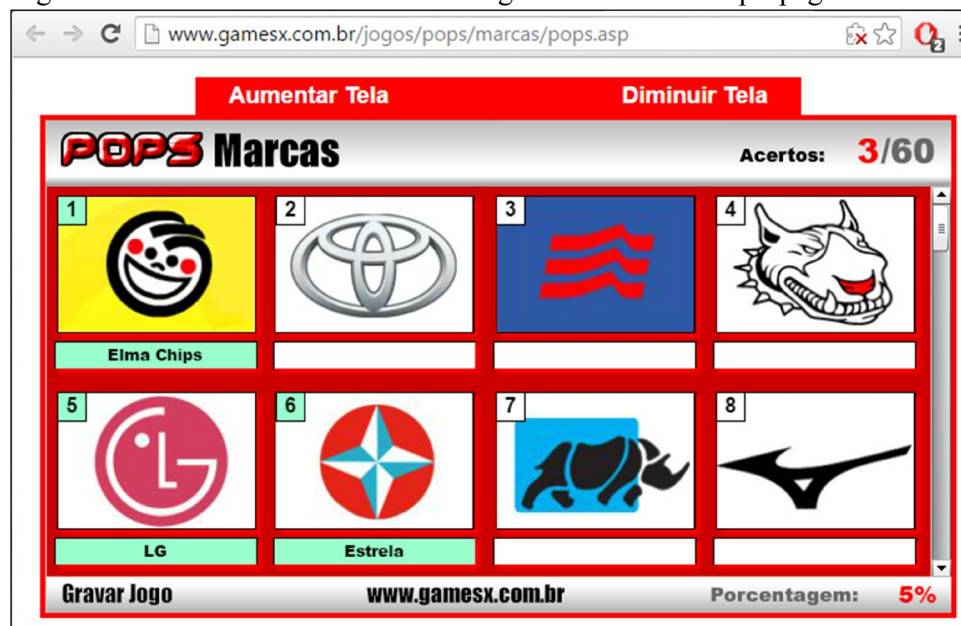 www.gamesx.com.br/jogos/pops/marcas/pops.asp
2
Aumentar Tela Diminuir Tela
POPS Marcas Acertos: 3/60
1 2 3 4
Elma Chips
5 6 7 8
LG Estrela
Gravar Jogo www.gamesx.com.br Porcentagem: 5%